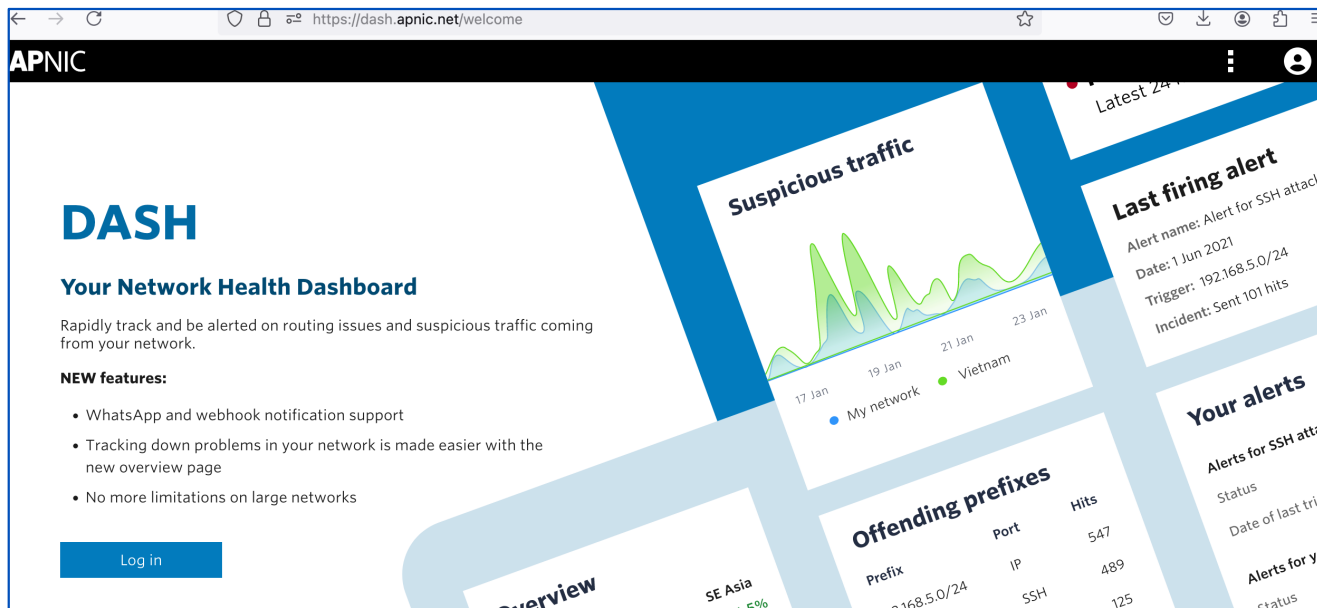 https://dash.apnic.net/welcome
APNIC
DASH
Your Network Health Dashboard
Rapidly track and be alerted on routing issues and suspicious traffic coming
from your network.
NEW features:
• WhatsApp and webhook notification support
• Tracking down problems in your network is made easier with the
new overview page
• No more limitations on large networks
Log in
Suspicious traffic
17 Jan 19 Jan 21 Jan 23 Jan
My network Vietnam
Latest 24
Last firing alert
Alert name: Alert for SSH attack
Date: 1 Jun 2021
Trigger: 192.168.5.0/24
Incident: Sent 101 hits
Your alerts
Alerts for SSH
Status
Date of last
Alerts for
Status
Offending prefixes
Prefix Port Hits
IP 547
.168.5.0/24 SSH 489
125
Overview
SE Asia
5%